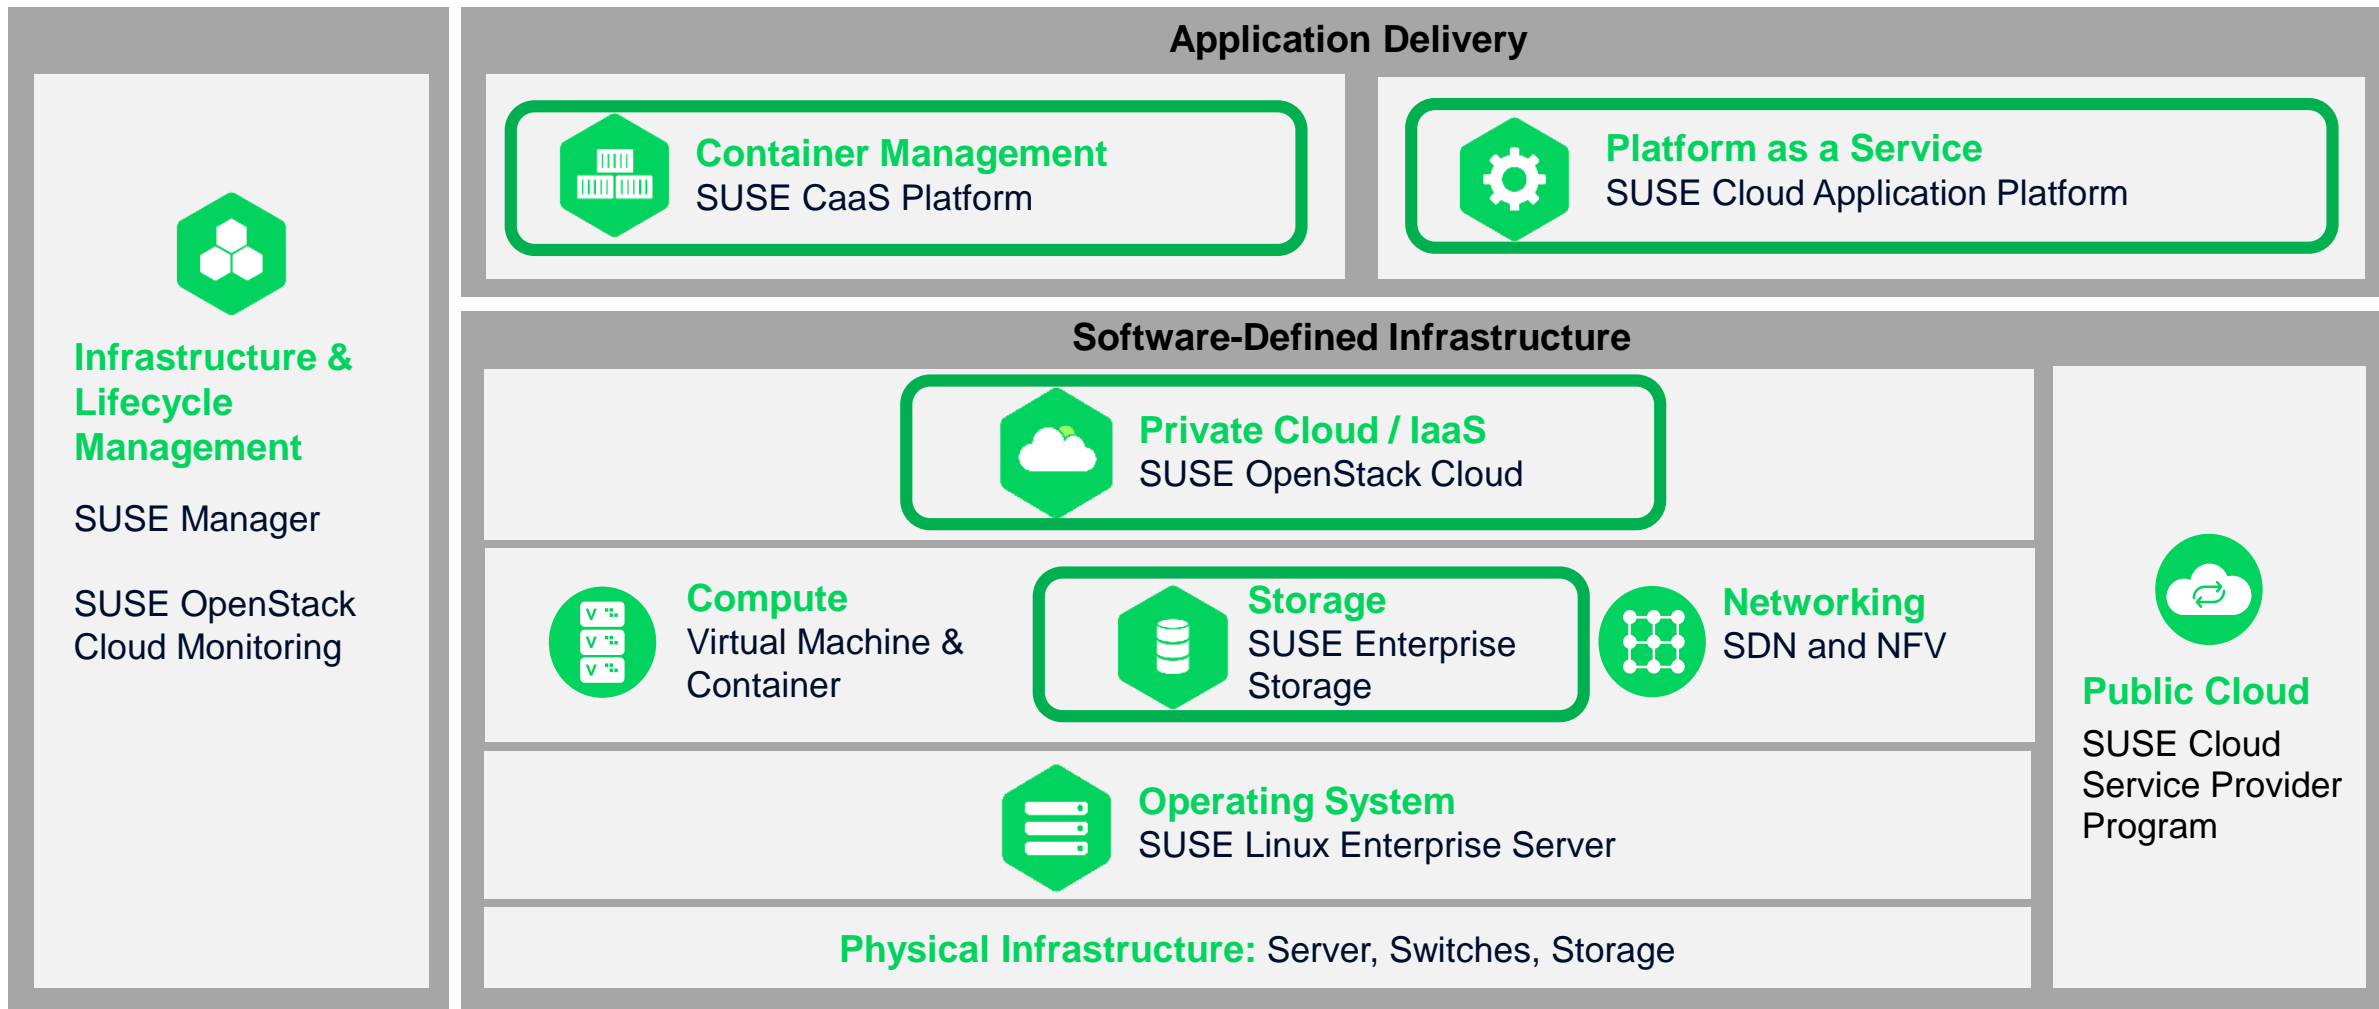 Infrastructure &
Lifecycle
Management
SUSE Manager
SUSE OpenStack
Cloud Monitoring
Application Delivery
Container Management
SUSE CaaS Platform
Platform as a Service
SUSE Cloud Application Platform
Software-Defined Infrastructure
Private Cloud / IaaS
SUSE OpenStack Cloud
V
V
V
Compute
Virtual Machine &
Container
Storage
SUSE Enterprise
Storage
Networking
SDN and NFV
Operating System
SUSE Linux Enterprise Server
Physical Infrastructure: Server, Switches, Storage
Public Cloud
SUSE Cloud
Service Provider
Program